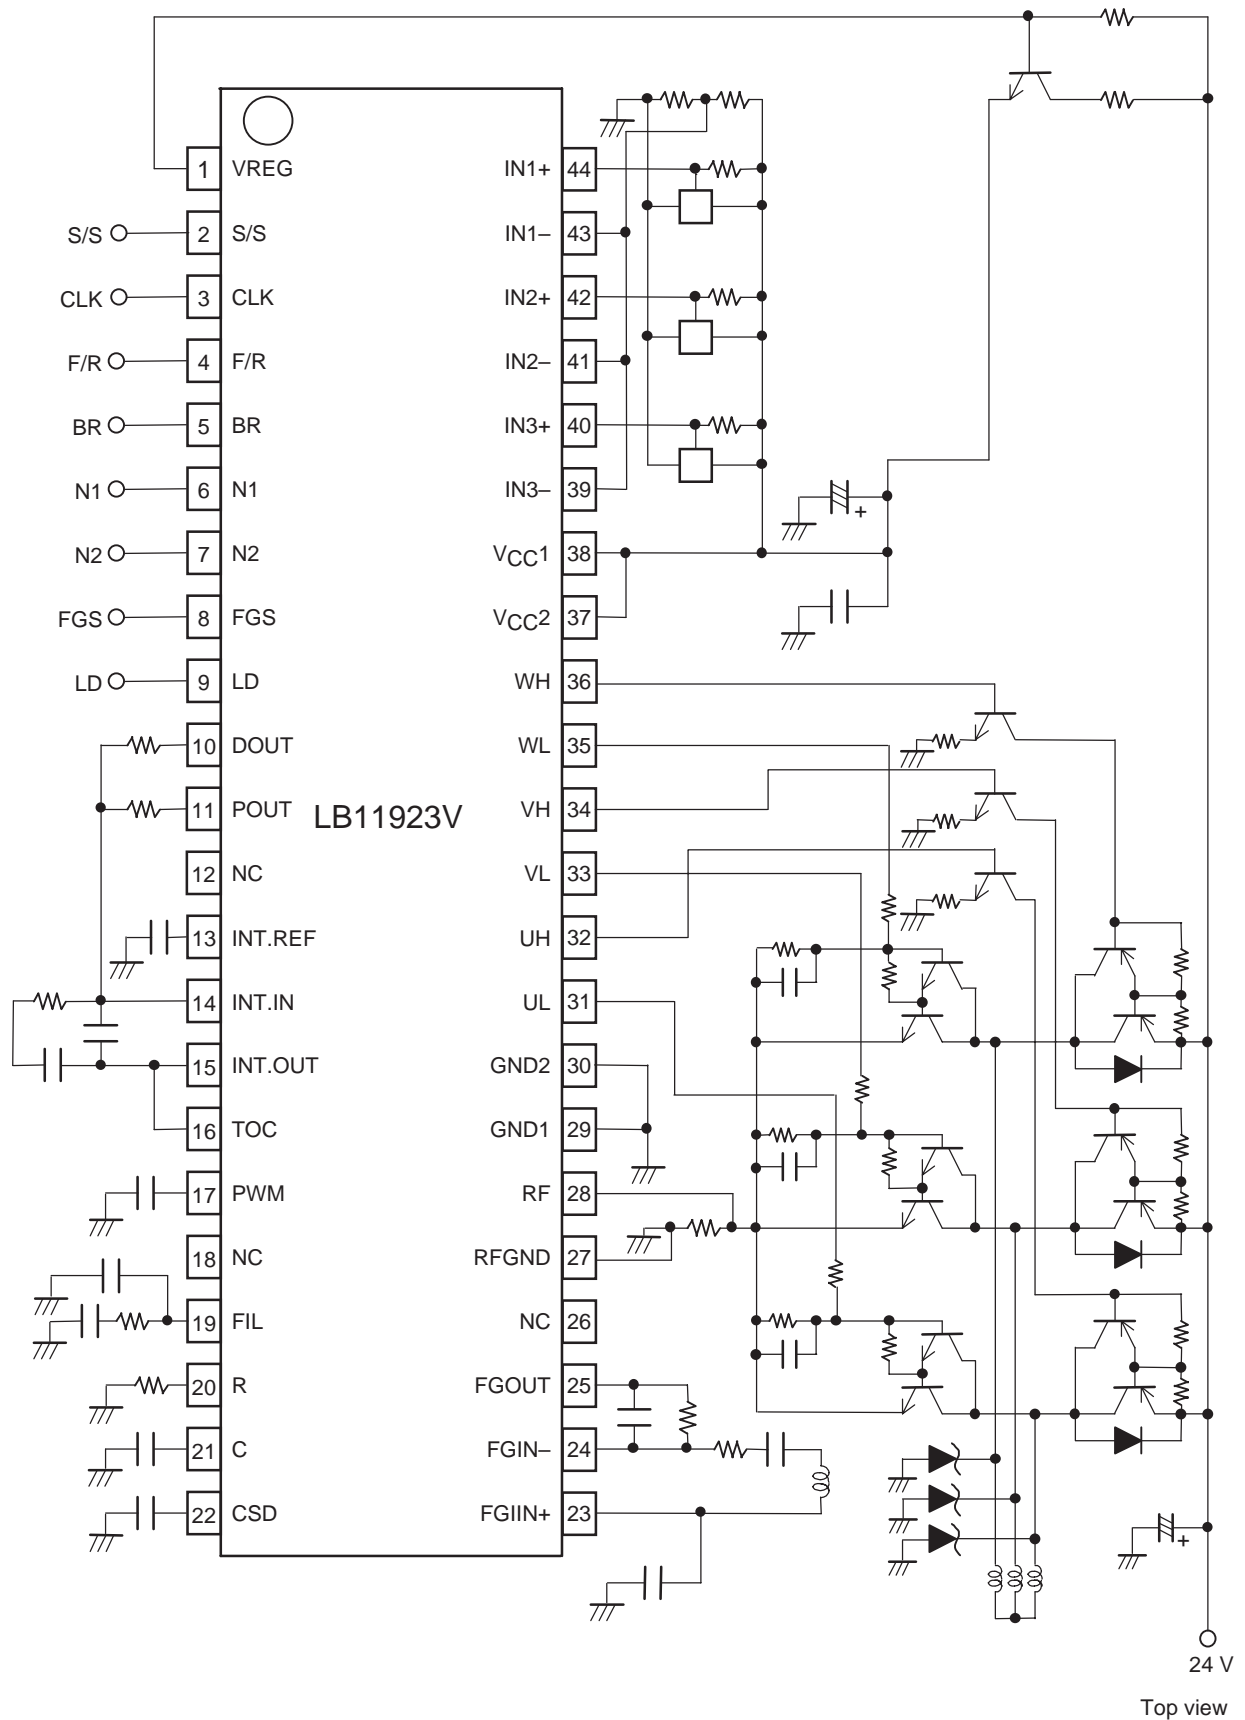 1 VREG IN1+ 44
S/S 2 S/S IN1– 43
CLK 3 CLK IN2+ 42
F/R 4 F/R IN2– 41
BR 5 BR IN3+ 40
N1 6 N1 IN3– 39
+
N2 7 N2 VCC1 38
FGS 8 FGS VCC2 37
LD 9 LD WH 36
10 DOUT WL 35
11 POUT LB11923V VH 34
12 NC VL 33
13 INT.REF UH 32
14 INT.IN UL 31
15 INT.OUT GND2 30
16 TOC GND1 29
17 PWM RF 28
18 NC RFGND 27
19 FIL NC 26
20 R FGOUT 25
21 C FGIN– 24
22 CSD FGIIN+ 23
+
24 V
Top view